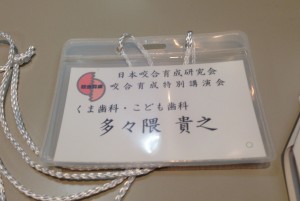 日本咬合育成研究会
咬合育成特別講演会
くま歯科・こども歯科
多々隈 貴之